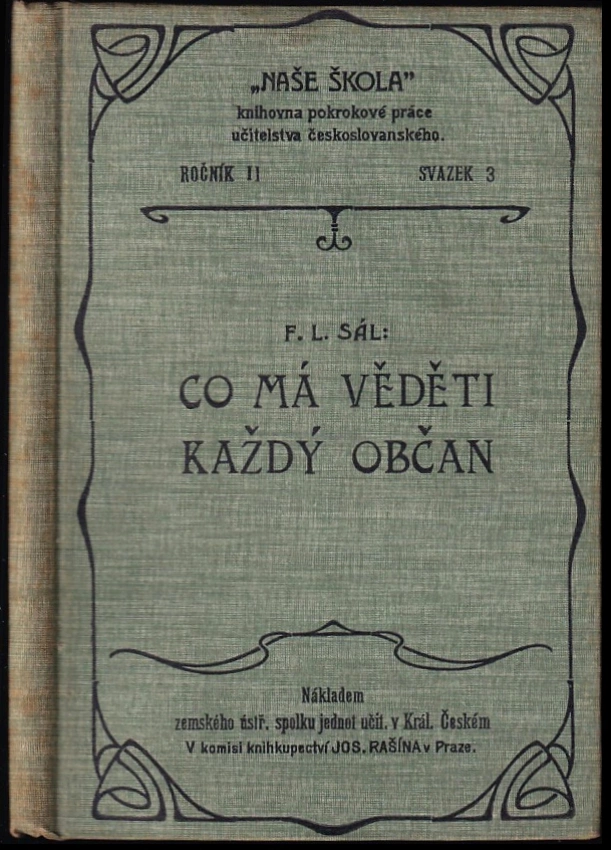 „NAŠE ŠKOLA”
knihovna pokrokové práce
učitelstva českoslovanského.
ROČNÍK II
SVAZEK 3
F. L. SÁL:
CO MÁ VĚDĚTI
KAŽDÝ OBČAN
Nákladem
zemského ústř. spolku jednot učit. v Král. Českém
V komisi knihkupectví JOS. RAŠÍNA v Praze.